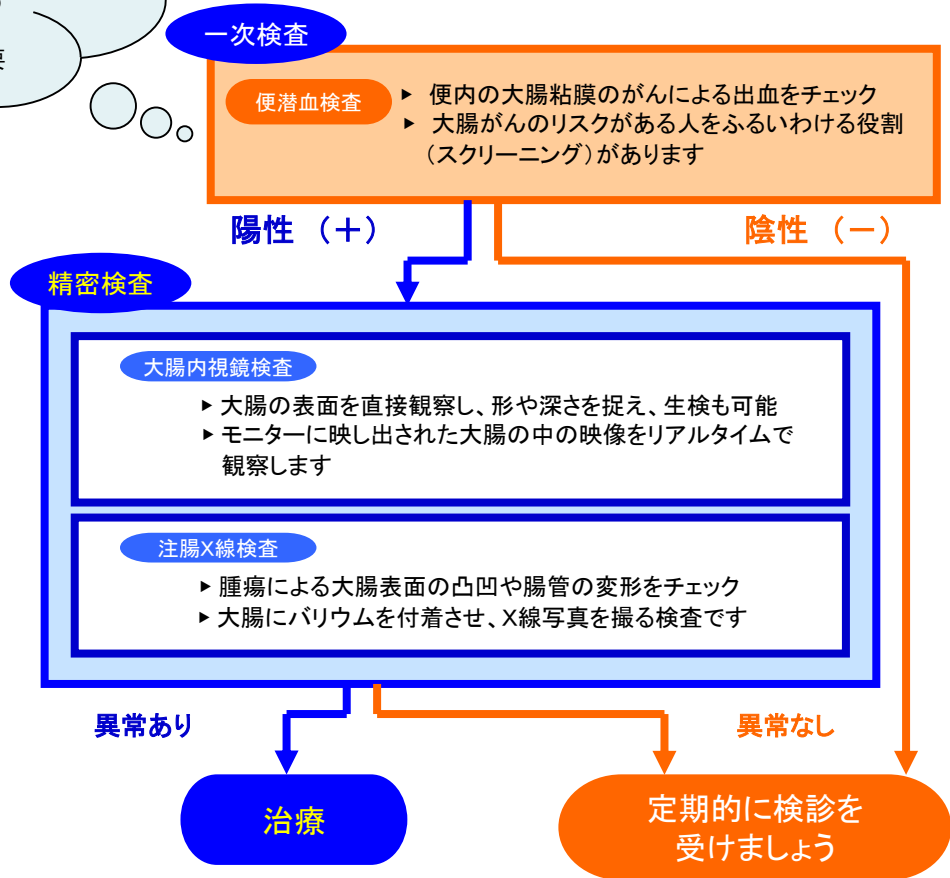 一次検査
便潜血検査
▶ 便内の大腸粘膜のがんによる出血をチェック
▶ 大腸がんのリスクがある人をふるいわける役割
（スクリーニング）があります
陽性 （＋）
陰性 （－）
精密検査
大腸内視鏡検査
▶ 大腸の表面を直接観察し、形や深さを捉え、生検も可能
▶ モニターに映し出された大腸の中の映像をリアルタイムで
観察します
注腸X線検査
▶ 腫瘍による大腸表面の凸凹や腸管の変形をチェック
▶ 大腸にバリウムを付着させ、X線写真を撮る検査です
異常あり
異常なし
治療
定期的に検診を
受けましょう